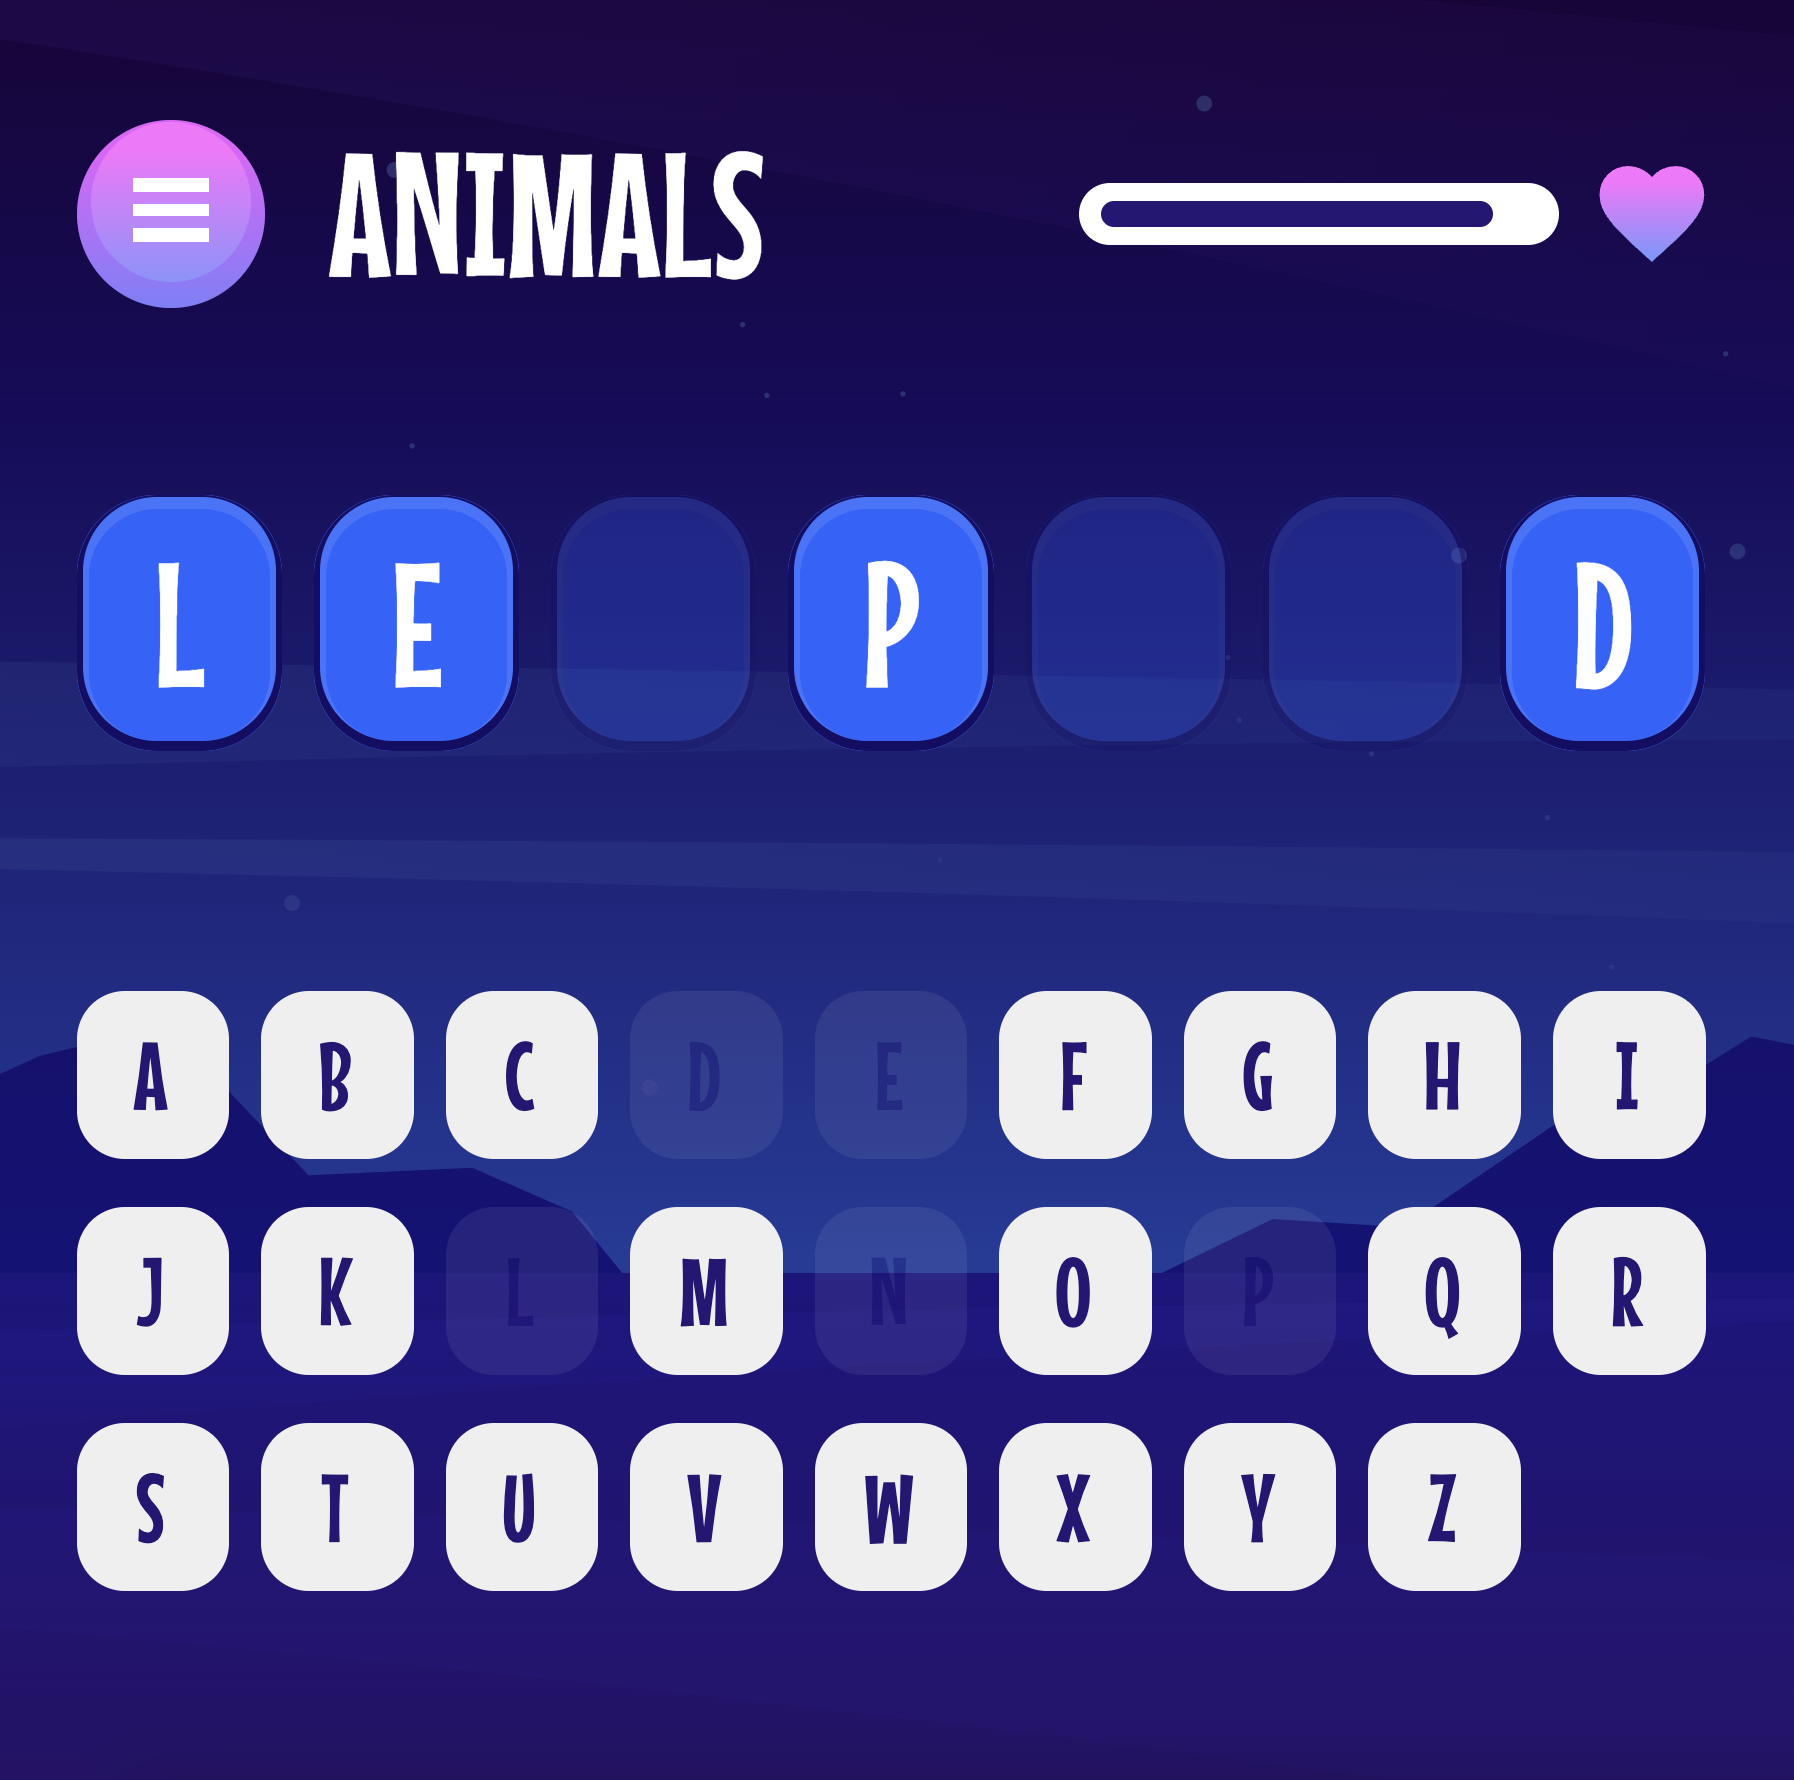 ANIMALS
L E P D
A B C D E F G H I
J K L M N O P Q R
S T U V W X Y Z